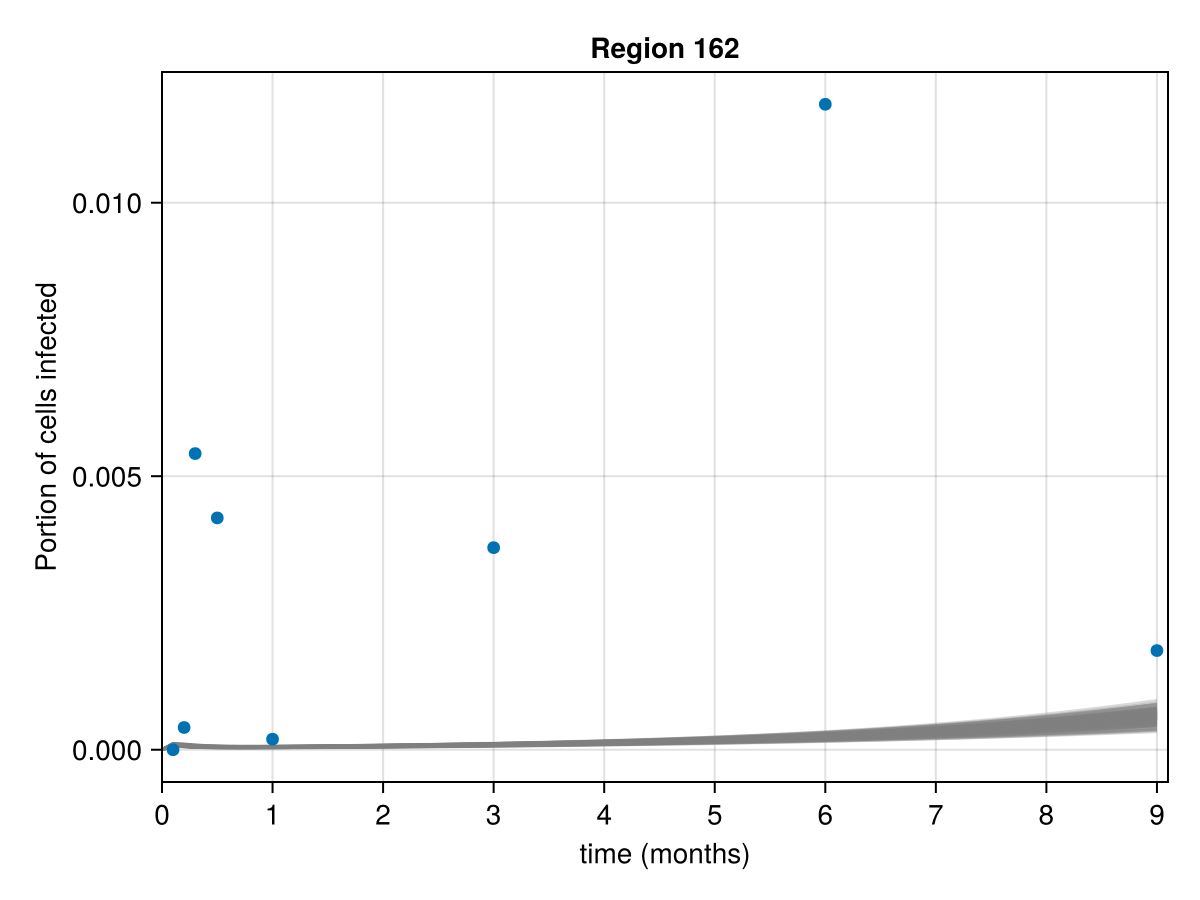 Region 162
Portion of cells infected
0.010
0.005
0.000
0 1 2 3 4 5 6 7 8 9
time (months)